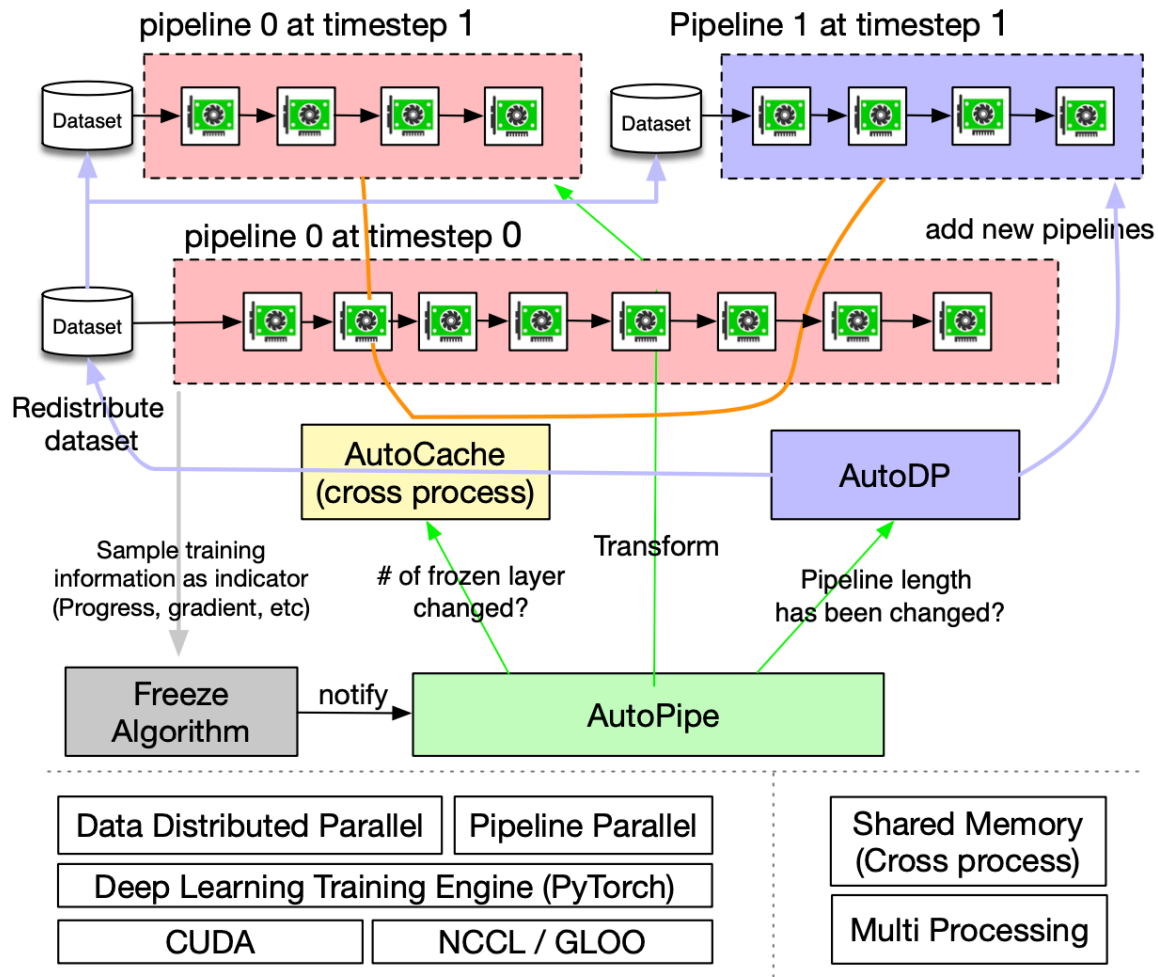 pipeline 0 at timestep 1
Pipeline 1 at timestep 1
Dataset
Dataset
pipeline 0 at timestep 0
add new pipelines
Dataset
Redistribute
dataset
AutoCache
(cross process)
AutoDP
Sample training
information as indicator
(Progress, gradient, etc)
# of frozen layer
changed?
Transform
Pipeline length
has been changed?
Freeze
Algorithm
notify
AutoPipe
Data Distributed Parallel
Pipeline Parallel
Deep Learning Training Engine (PyTorch)
CUDA
NCCL / GLOO
Shared Memory
(Cross process)
Multi Processing